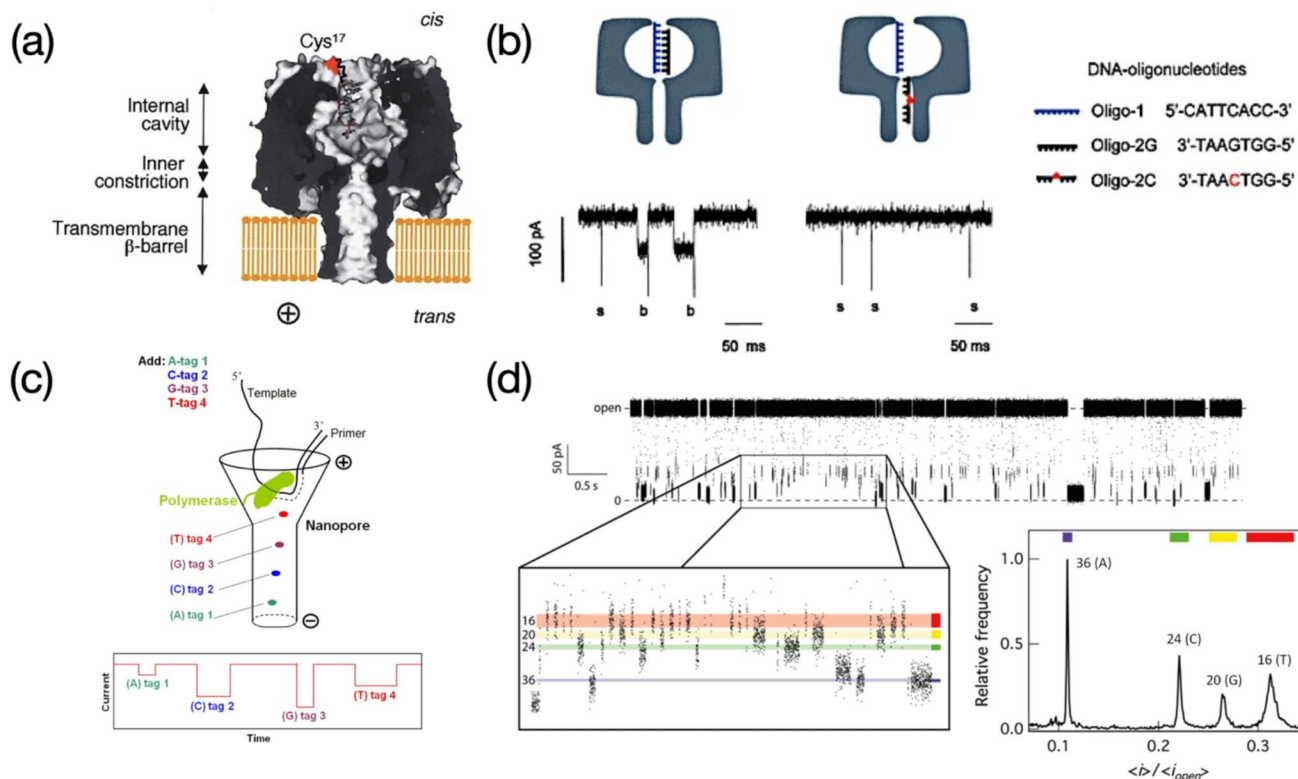 (a)
cis
Cys17
Internal
cavity
Inner
constriction
Transmembrane
β-barrel
⊕
trans
(b)
DNA-oligonucleotides
Oligo-1 5'-CATTCACC-3'
Oligo-2G 3'-TAAGTGG-5'
Oligo-2C 3'-TAACTGG-5'
100 pA
s b b
50 ms
s s s
50 ms
(c)
Add: A-tag 1
C-tag 2
G-tag 3
T-tag 4
5'
Template
3'
Primer
⊕
Polymerase
Nanopore
(T) tag 4
(G) tag 3
(C) tag 2
(A) tag 1
⊖
Current
(A) tag 1
(C) tag 2
(G) tag 3
(T) tag 4
Time
(d)
open
50 pA
0.5 s
0
16
20
24
36
Relative frequency
1.0
0.5
0.0
36 (A)
24 (C)
20 (G)
16 (T)
0.1 0.2 0.3
<i>/<iopen>